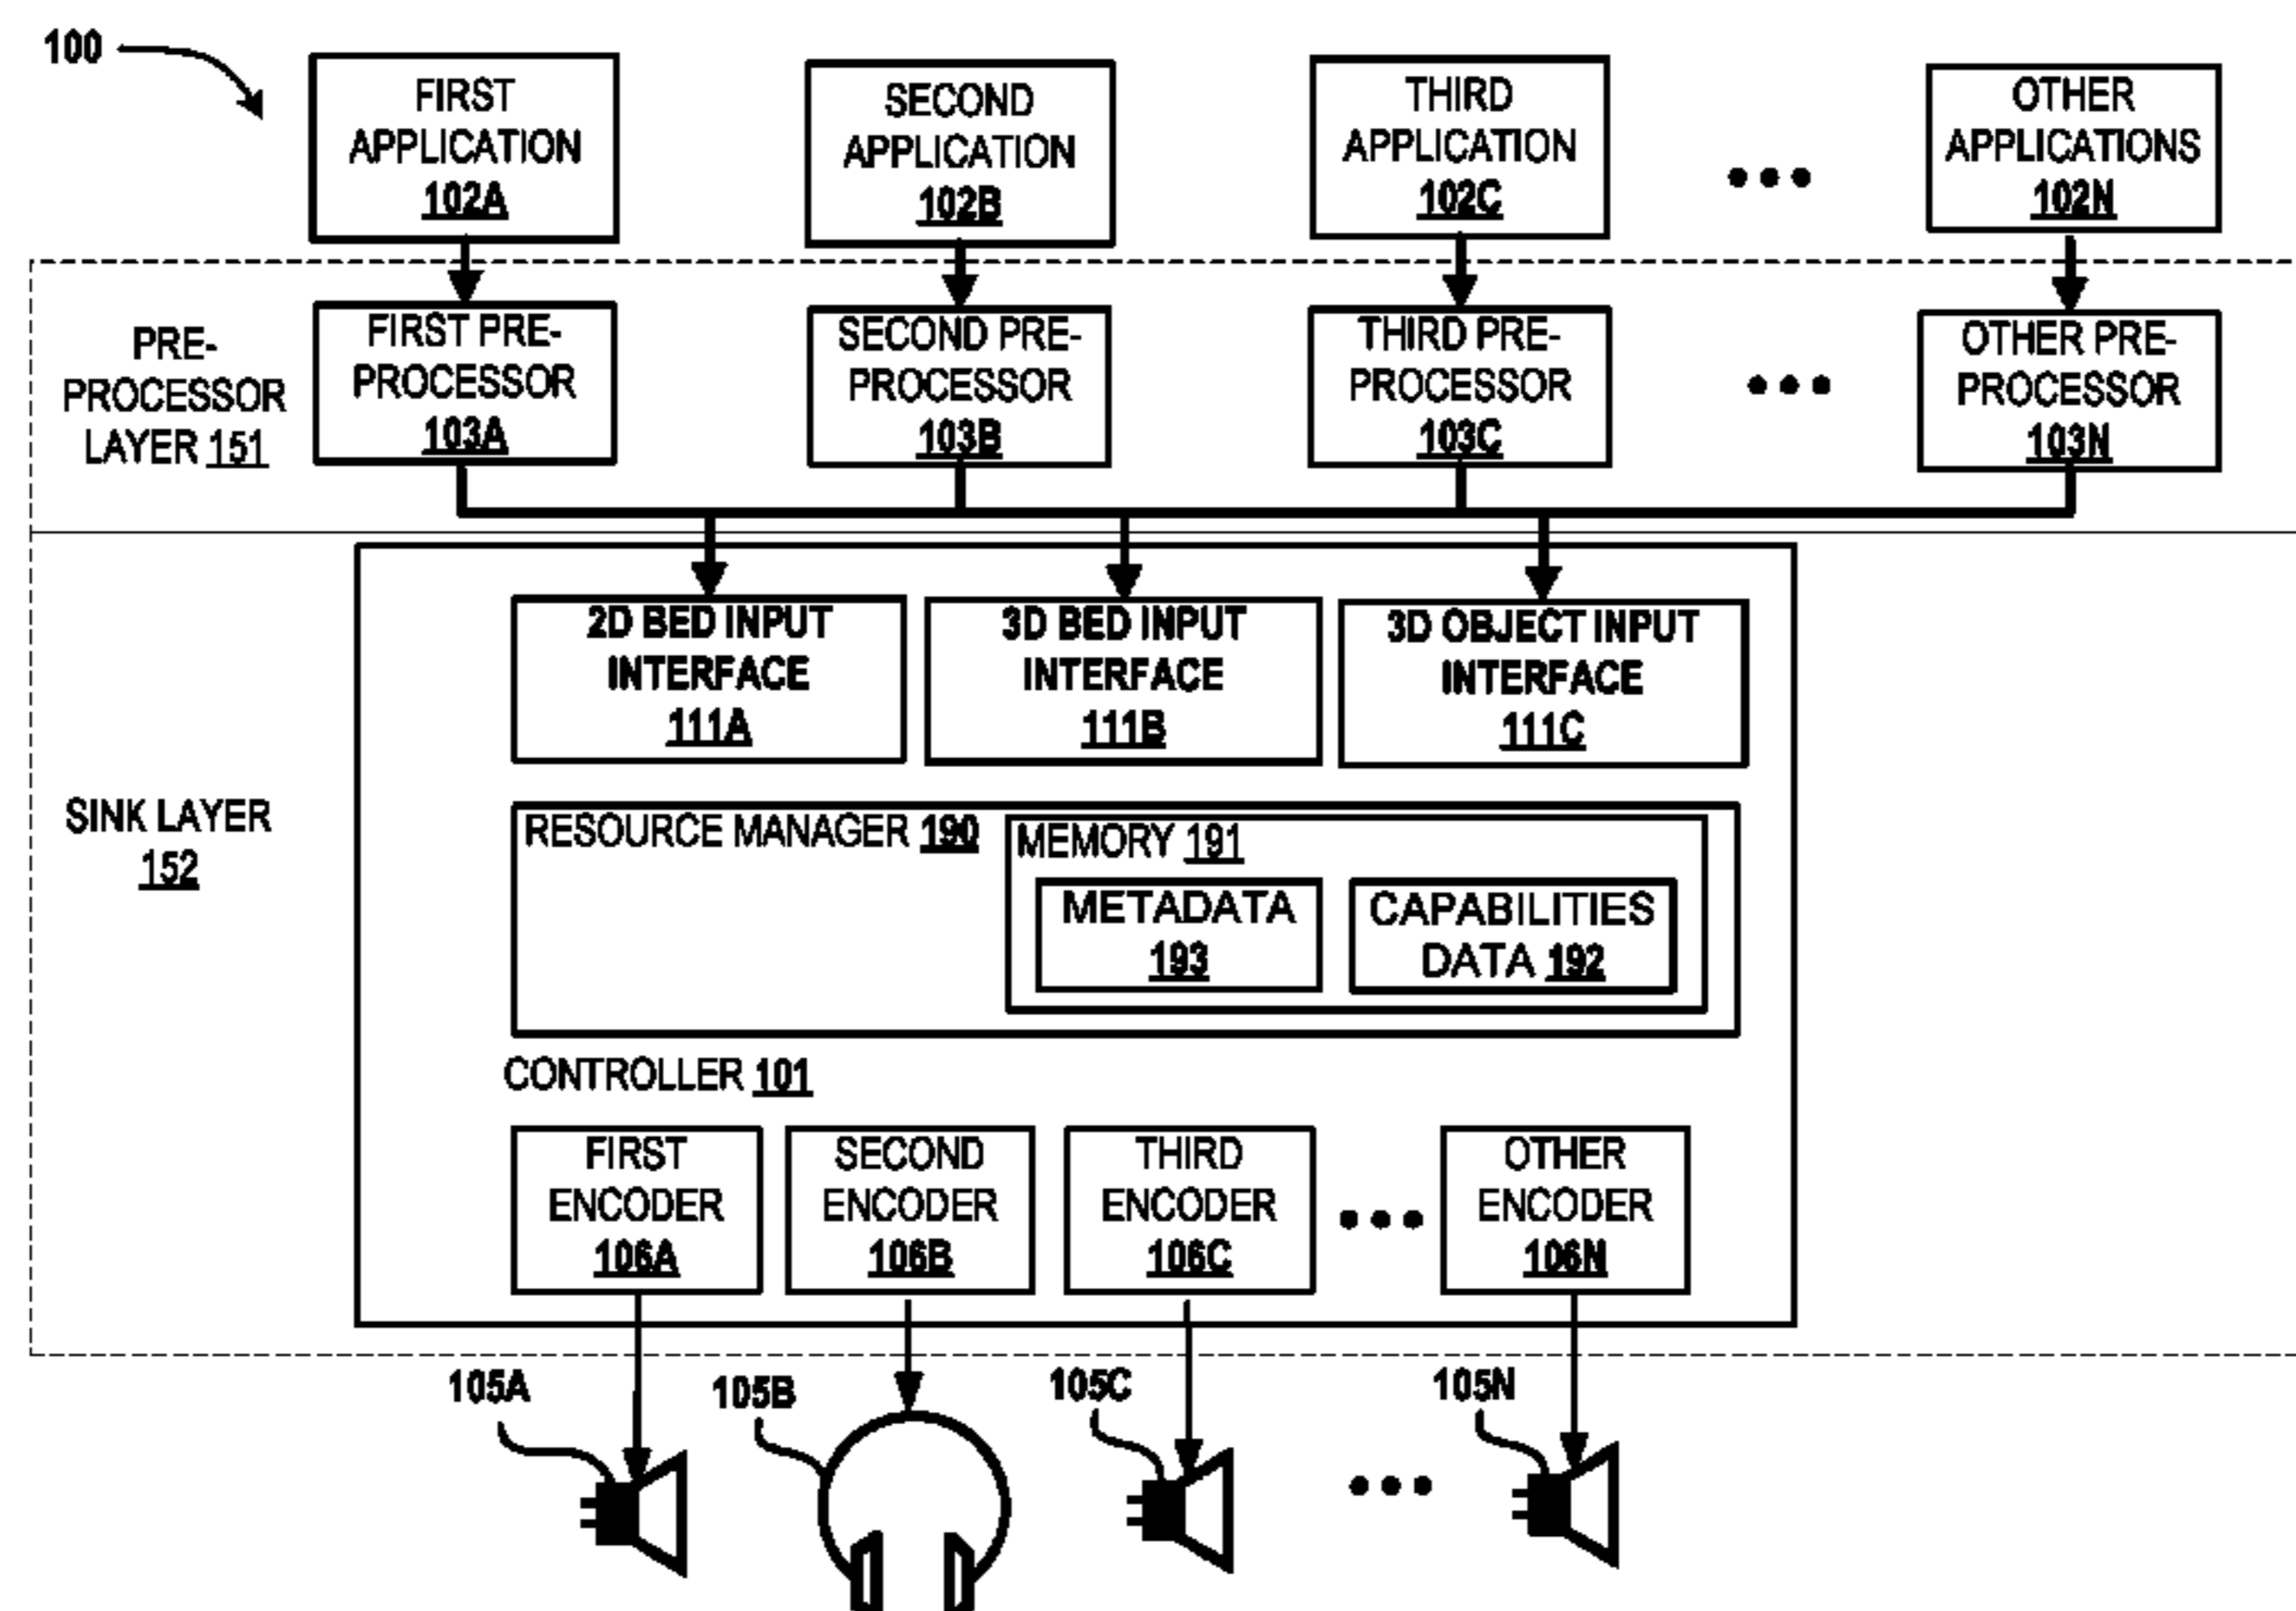 100
FIRST
APPLICATION
102A
SECOND
APPLICATION
102B
THIRD
APPLICATION
102C
OTHER
APPLICATIONS
102N
PRE-
PROCESSOR
LAYER 151
FIRST PRE-
PROCESSOR
103A
SECOND PRE-
PROCESSOR
103B
THIRD PRE-
PROCESSOR
103C
OTHER PRE-
PROCESSOR
103N
SINK LAYER
152
2D BED INPUT
INTERFACE
111A
3D BED INPUT
INTERFACE
111B
3D OBJECT INPUT
INTERFACE
111C
RESOURCE MANAGER 190
MEMORY 191
METADATA
193
CAPABILITIES
DATA 192
CONTROLLER 101
FIRST
ENCODER
106A
SECOND
ENCODER
106B
THIRD
ENCODER
106C
OTHER
ENCODER
106N
105A
105B
105C
105N